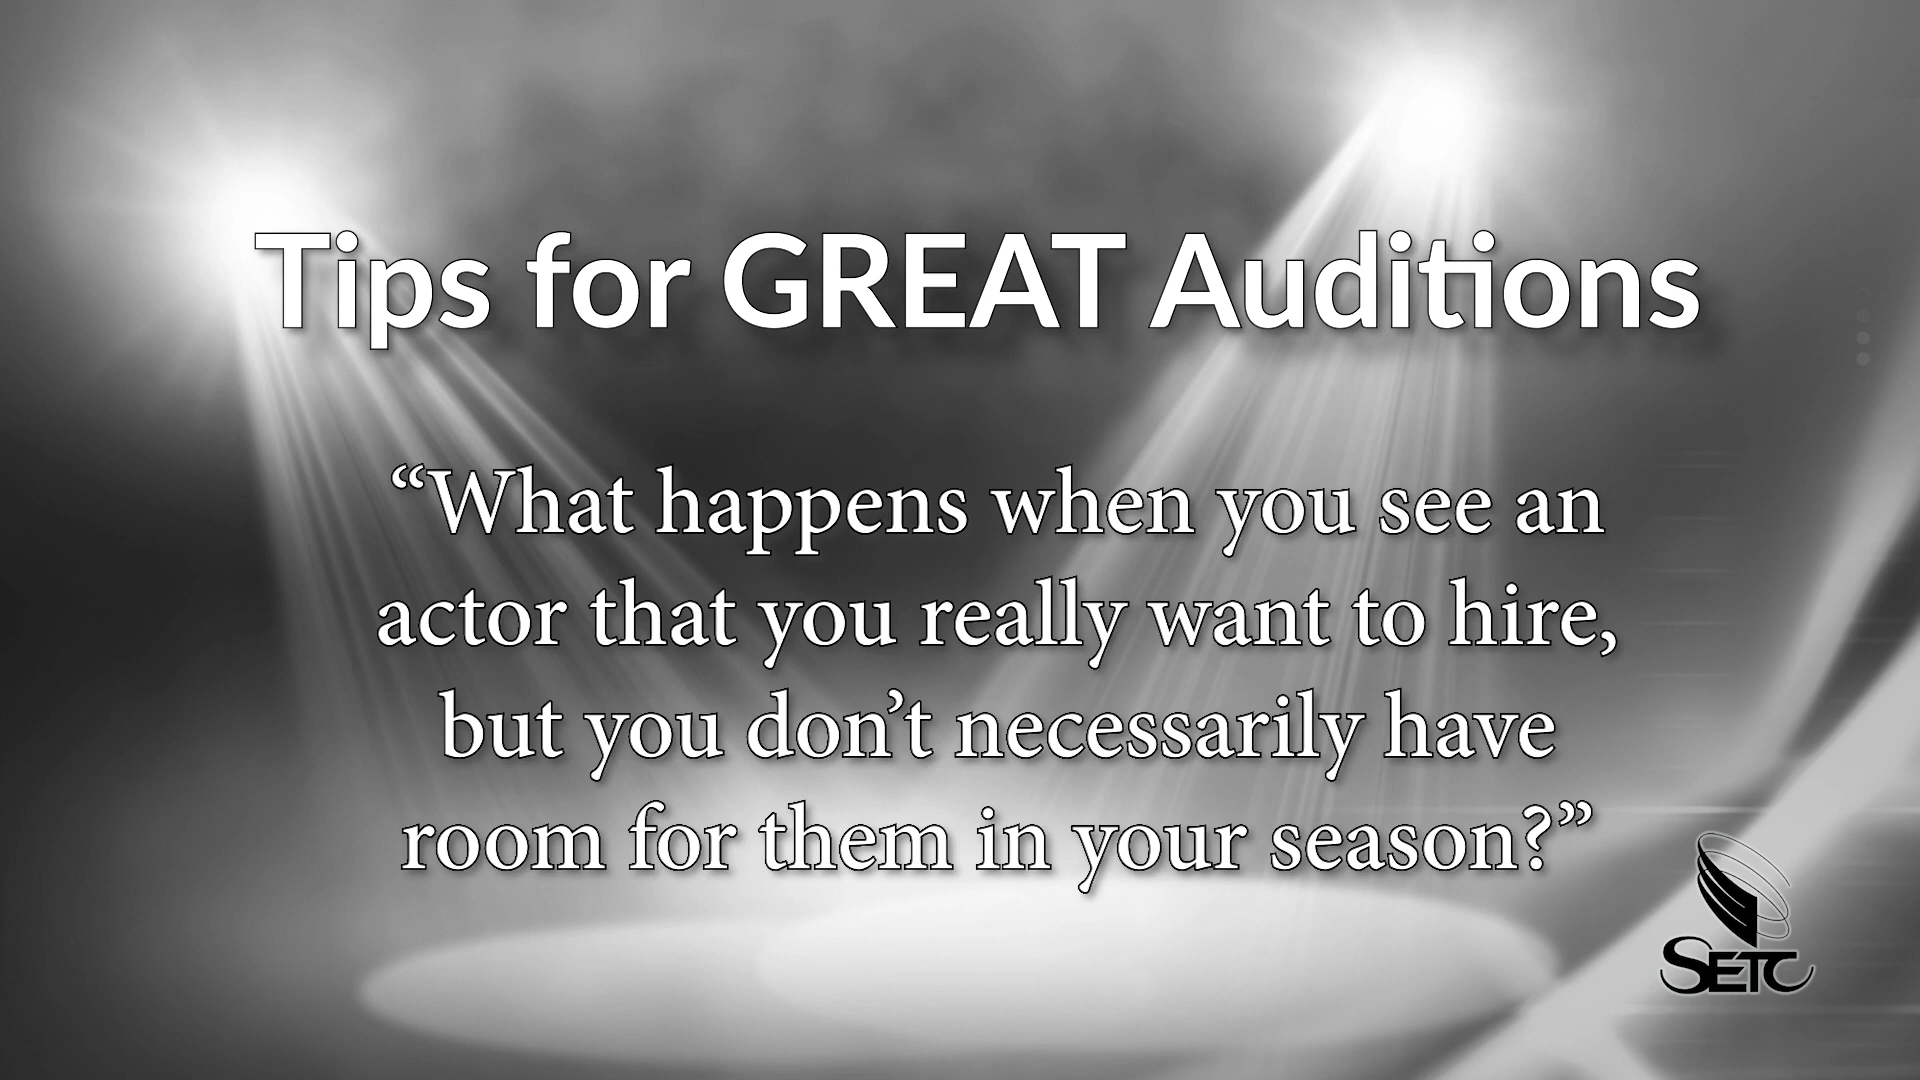 Tips for GREAT Auditions
“What happens when you see an
actor that you really want to hire,
but you don’t necessarily have
room for them in your season?”
SETC